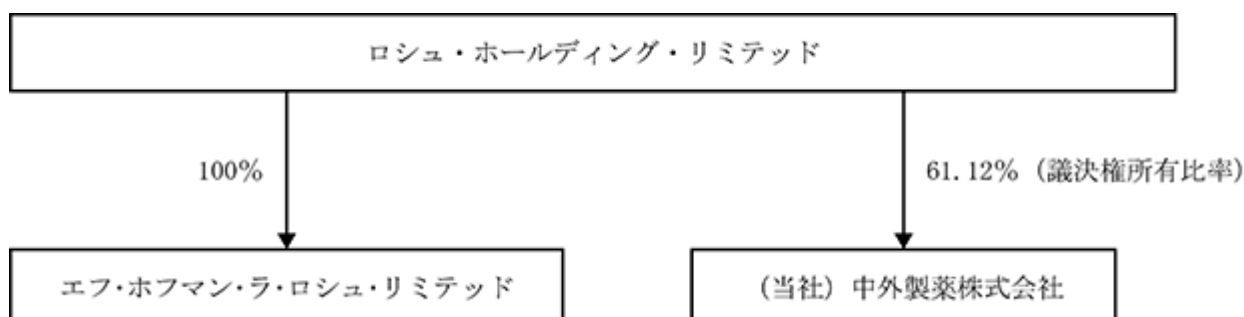 ロシュ・ホールディング・リミテッド
100%
61.12%（議決権所有比率）
エフ・ホフマン・ラ・ロシュ・リミテッド
（当社）中外製薬株式会社